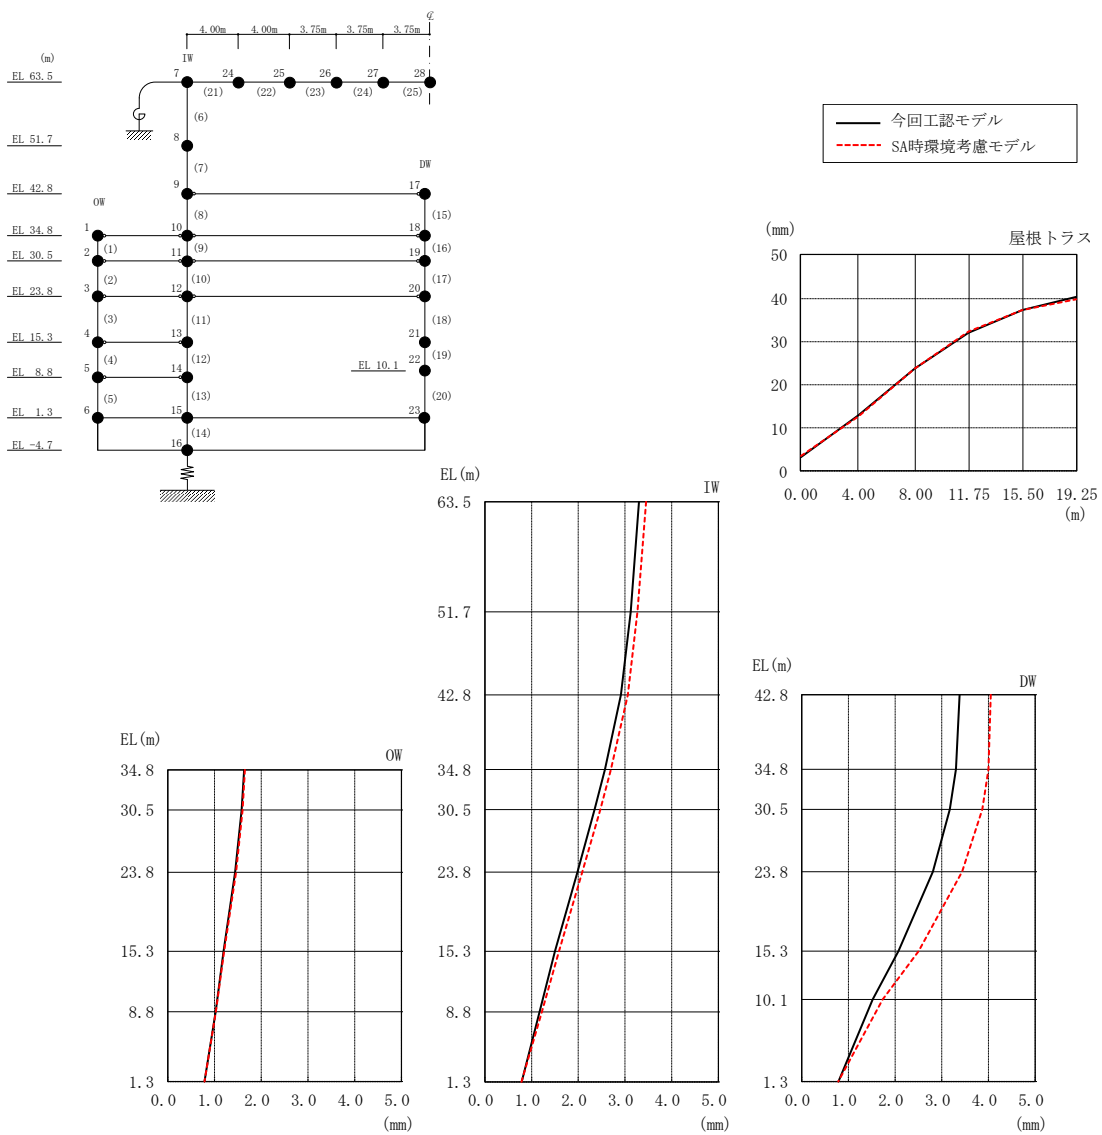 ℄
4.00m 4.00m 3.75m 3.75m 3.75m
(m) IW
7 24 25 26 27 28
EL 63.5
(21) (22) (23) (24) (25)
(6)
EL 51.7 8
(7) DW
EL 42.8 9 17
OW (8) (15)
EL 34.8 1 10 18
(1) (9) (16)
EL 30.5 2 11 19
(2) (10) (17)
EL 23.8 3 12 20
(3) (11) (18)
EL 15.3 4 13 21
(4) (12) 22 (19)
EL 10.1
EL 8.8 5 14
(5) (13) (20)
EL 1.3 6 15 23
(14)
EL -4.7 16
今回工認モデル
SA時環境考慮モデル
(mm) 屋根トラス
50
40
30
20
10
0
0.00 4.00 8.00 11.75 15.50 19.25
(m)
EL(m) IW
63.5
51.7
42.8
34.8
30.5
23.8
15.3
8.8
1.3
0.0 1.0 2.0 3.0 4.0 5.0
(mm)
EL(m) OW
34.8
30.5
23.8
15.3
8.8
1.3
0.0 1.0 2.0 3.0 4.0 5.0
(mm)
EL(m) DW
42.8
34.8
30.5
23.8
15.3
10.1
1.3
0.0 1.0 2.0 3.0 4.0 5.0
(mm)